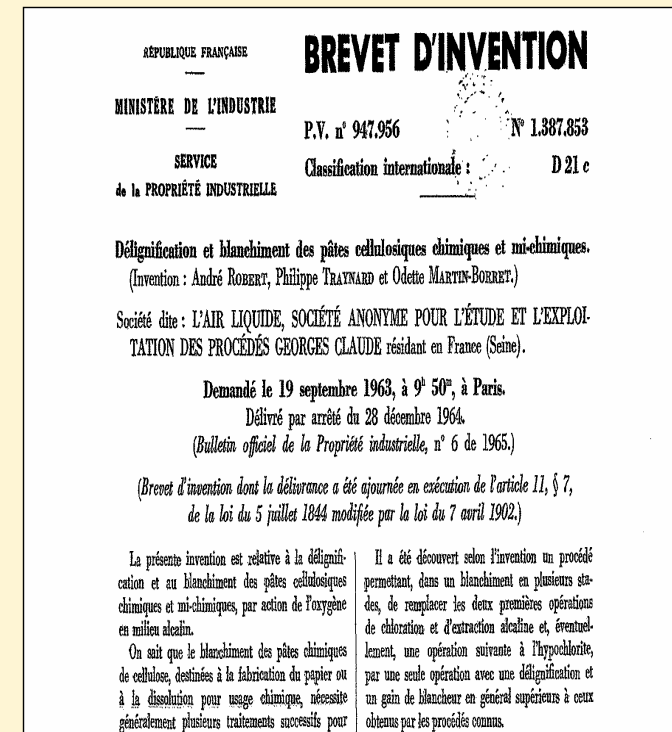 RÉPUBLIQUE FRANÇAISE
MINISTÈRE DE L'INDUSTRIE
SERVICE
de la PROPRIÉTÉ INDUSTRIELLE
BREVET D'INVENTION
P.V. n° 947.956
N° 1.387.853
Classification internationale :
D 21 c
Délignification et blanchiment des pâtes cellulosiques chimiques et mi-chimiques.
(Invention : André ROBERT, Philippe TRAYNARD et Odette MARTIN-BORRET.)
Société dite : L'AIR LIQUIDE, SOCIÉTÉ ANONYME POUR L'ÉTUDE ET L'EXPLOI-
TATION DES PROCÉDÉS GEORGES CLAUDE résidant en France (Seine).
Demandé le 19 septembre 1963, à 9h 50m, à Paris.
Délivré par arrêté du 28 décembre 1964.
(Bulletin officiel de la Propriété industrielle, n° 6 de 1965.)
(Brevet d'invention dont la délivrance a été ajournée en exécution de l'article 11, § 7,
de la loi du 5 juillet 1844 modifiée par la loi du 7 avril 1902.)
La présente invention est relative à la délignifi-
cation et au blanchiment des pâtes cellulosiques
chimiques et mi-chimiques, par action de l'oxygène
en milieu alcalin.
On sait que le blanchiment des pâtes chimiques
de cellulose, destinées à la fabrication du papier ou
à la dissolution pour usage chimique, nécessite
généralement plusieurs traitements successifs pour
Il a été découvert selon l'invention un procédé
permettant, dans un blanchiment en plusieurs sta-
des, de remplacer les deux premières opérations
de chloration et d'extraction alcaline et, éventuel-
lement, une opération suivante à l'hypochlorite,
par une seule opération avec une délignification et
un gain de blancheur en général supérieurs à ceux
obtenus par les procédés connus.